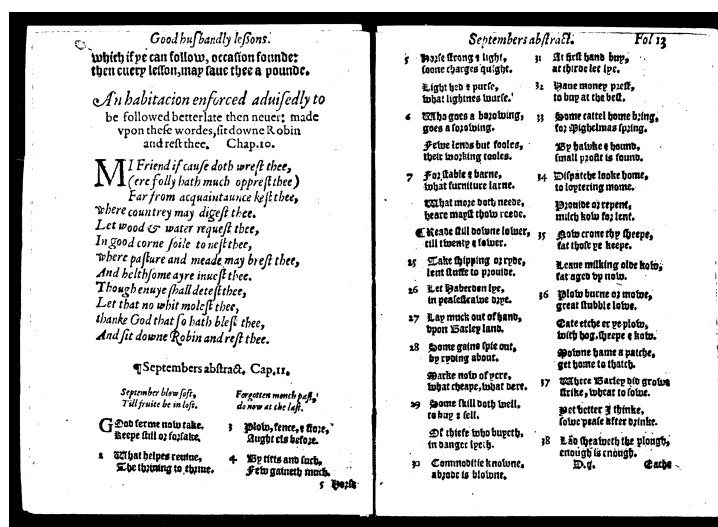 Good husbandly lessons.
which if ye can follow, occasion founde:
then euery lesson, may saue thee a pounde.
An habitacion enforced aduisedly to
be followed betterlate then neuer: made
vpon these wordes, sit downe Robin
and rest thee. Chap.10.
MI Friend if cause doth wrest thee,
(ere folly hath much opprest thee)
Far from acquaintaunce kest thee,
where countrey may digest thee.
Let wood & water request thee,
In good corne soile to nest thee,
where pasture and meade may brest thee,
And helthsome ayre inuest thee.
Though enuye shall detest thee,
Let that no whit molest thee,
thanke God that so hath blest thee,
And sit downe Robin and rest thee.
¶Septembers abstract. Cap.11.
September blow soft,
Till fruite be in loft.
Forgotten month past,
do now at the last.
GOod ferme now take.
Keepe still or forsake.
2 What helpes reuiue,
The thriuing to thriue.
3 Plow, fence, & store,
Aught els before.
4 By titts and such,
Few gaineth much.
5 Horse
Septembers abstract. Fol 13
5 Horse strong & light,
soone charges quight.
Light hed & purse,
what lightnes wurse.
6 Who goes a borowing,
goes a sorowing.
Fewe lends but fooles,
their working tooles.
7 For stable & barne,
what furniture larne.
What more doth neede,
heare mayst thow reede.
¶Reade still downe lower,
till twenty & fower.
25 Take shipping or ryde,
lent stuffe to prouide.
26 Let Haberden lye,
in peasestrawe drye.
27 Lay muck out of hand,
vpon Barley land.
28 Some gains spie out,
by ryding about.
Marke now of yere,
what cheape, what dere.
29 Some skill doth well,
to buy & sell.
Of thiefe who buyeth,
in danger lyeth.
30 Commoditie knowne,
abrode is blowne.
31 At first hand buy,
at thirde let lye.
32 Haue money prest,
to buy at the best.
33 Some cattel home bring,
for Mighelmas spring.
By hawke & hound,
small profit is found.
34 Dispatche looke home,
to loytering mome.
Prouide or repent,
milch kow for lent.
35 Now crone thy sheepe,
fat those ye keepe.
Leaue milking olde kow,
fat aged vp now.
36 Plow burne or mowe,
great stubble lowe.
Eate etche er ye plow,
with hog, sheepe & kow.
Mowne hame a patche,
get home to thatch.
37 Where Barley did growe
strike, wheat to sowe.
Yet better I thinke,
sowe pease after drinke.
38 Lad sheaweth the plough,
enough is enough.
D.j. Eache